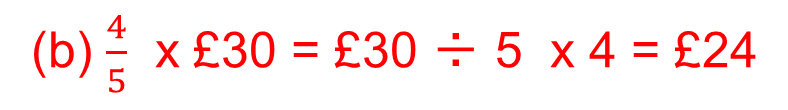 (b) 4/5 x £30 = £30 ÷ 5 x 4 = £24